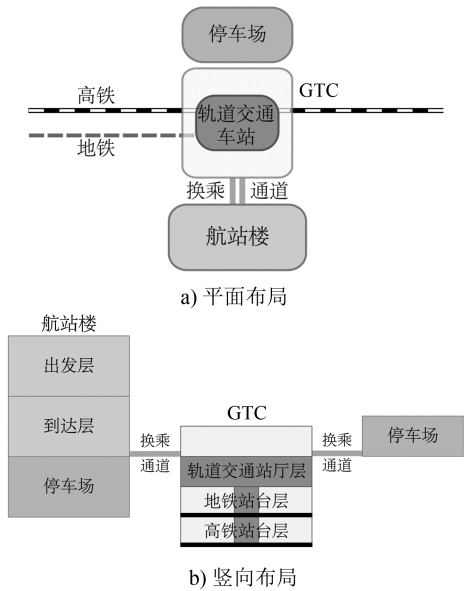 停车场
高铁
GTC
轨道交通
车站
地铁
换乘 通道
航站楼
a) 平面布局
航站楼
出发层
到达层
停车场
换乘
通道
GTC
轨道交通站厅层
地铁站台层
高铁站台层
换乘
通道
停车场
b) 竖向布局